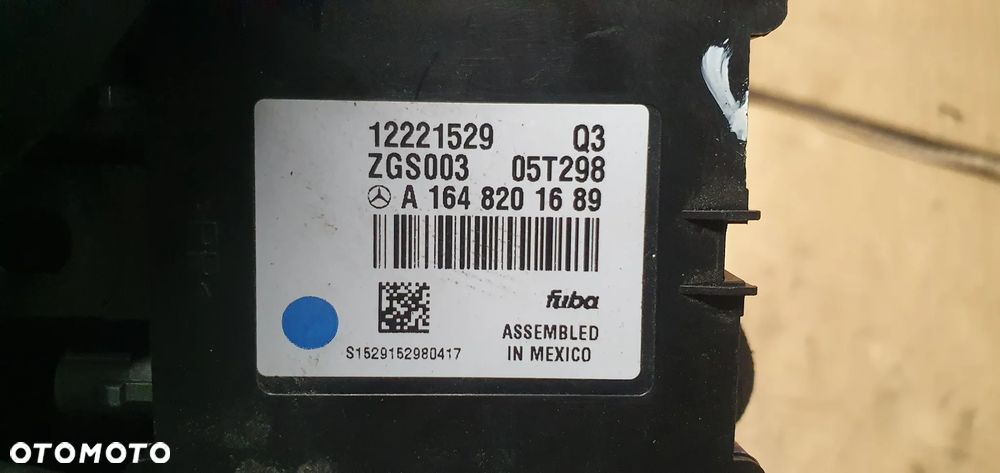 12221529 Q3
ZGS003 05T298
A 164 820 16 89
fuba
ASSEMBLED
IN MEXICO
S1529152980417
OTOMOTO